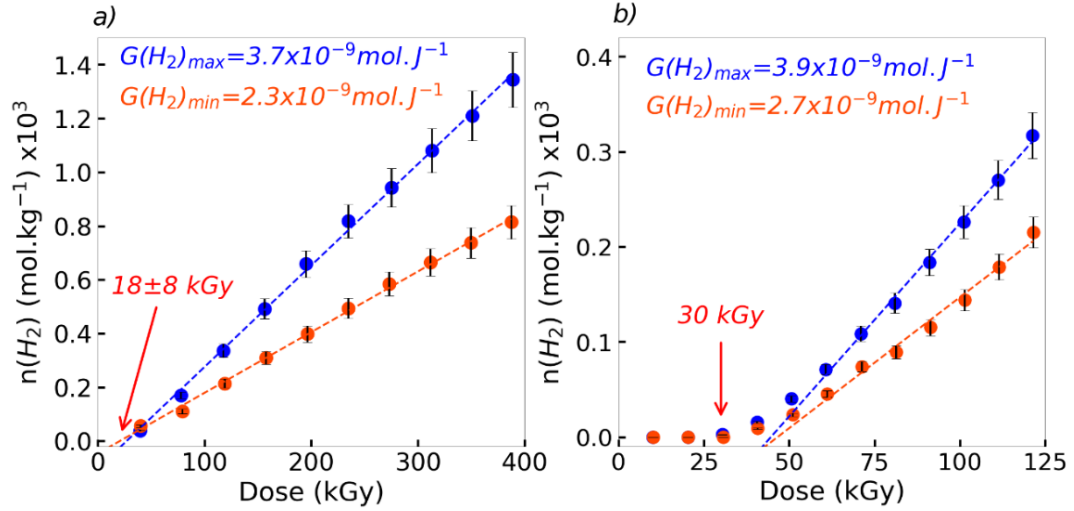 a)
G(H₂)max=3.7x10⁻⁹mol.J⁻¹
G(H₂)min=2.3x10⁻⁹mol.J⁻¹
n(H₂) (mol.kg⁻¹) x10³
1.4
1.2
1.0
0.8
0.6
0.4
0.2
0.0
18±8 kGy
0 100 200 300 400
Dose (kGy)
b)
G(H₂)max=3.9x10⁻⁹mol.J⁻¹
G(H₂)min=2.7x10⁻⁹mol.J⁻¹
n(H₂) (mol.kg⁻¹) x10³
0.4
0.3
0.2
0.1
0.0
30 kGy
0 25 50 75 100 125
Dose (kGy)